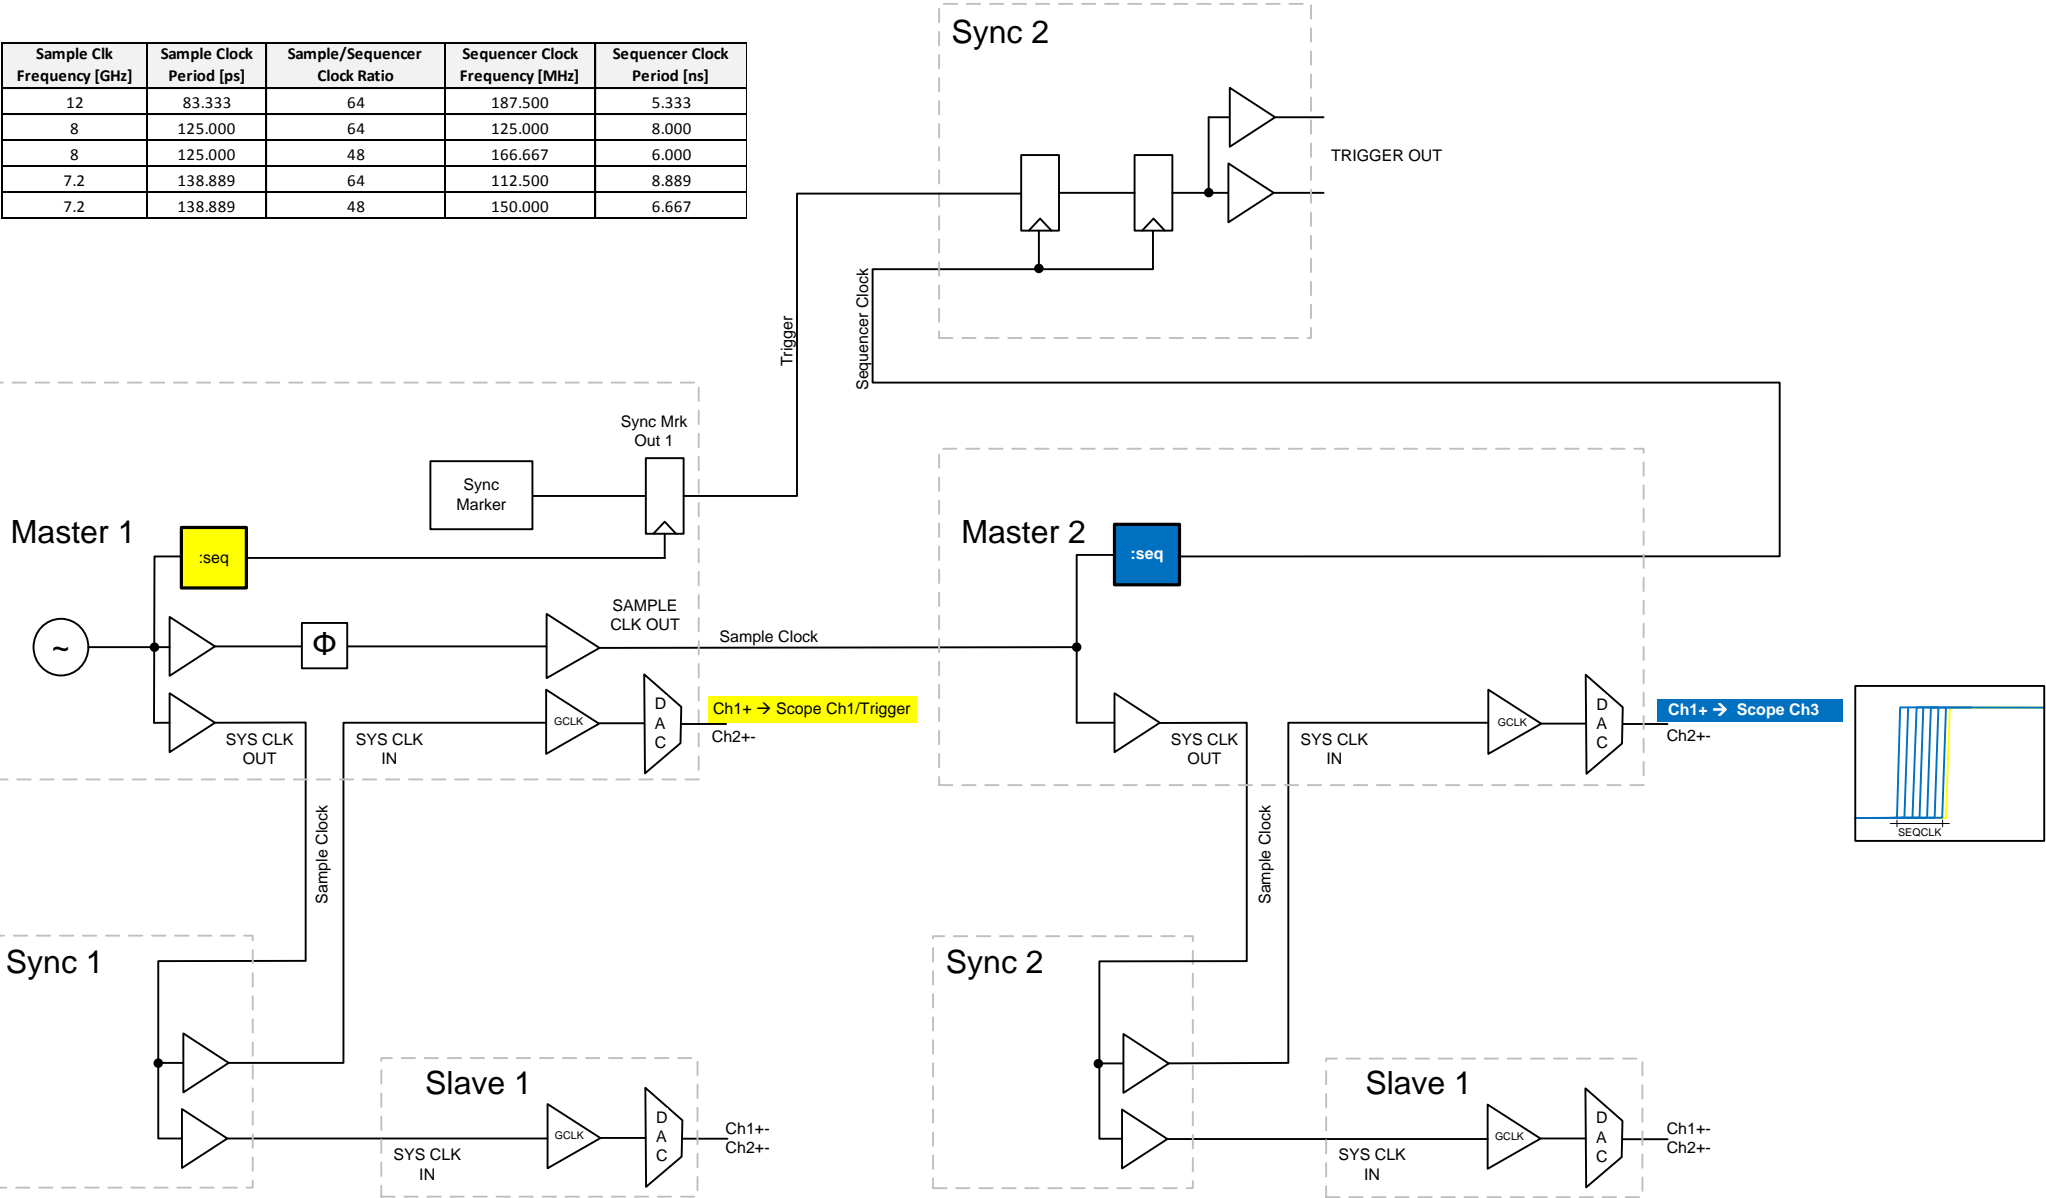 Sync 2
Sample Clk Frequency [GHz] | Sample Clock Period [ps] | Sample/Sequencer Clock Ratio | Sequencer Clock Frequency [MHz] | Sequencer Clock Period [ns]
12 | 83.333 | 64 | 187.500 | 5.333
8 | 125.000 | 64 | 125.000 | 8.000
8 | 125.000 | 48 | 166.667 | 6.000
7.2 | 138.889 | 64 | 112.500 | 8.889
7.2 | 138.889 | 48 | 150.000 | 6.667
TRIGGER OUT
Trigger
Sequencer Clock
Sync Mrk
Out 1
Sync
Marker
Master 1
:seq
~
Φ
SAMPLE
CLK OUT
Sample Clock
GCLK
D
A
C
Ch1+ → Scope Ch1/Trigger
Ch2+-
SYS CLK
OUT
SYS CLK
IN
Sample Clock
Master 2
:seq
SYS CLK
OUT
SYS CLK
IN
GCLK
D
A
C
Ch1+ → Scope Ch3
Ch2+-
SEQCLK
Sample Clock
Sync 1
Slave 1
SYS CLK
IN
GCLK
D
A
C
Ch1+-
Ch2+-
Sync 2
Slave 1
SYS CLK
IN
GCLK
D
A
C
Ch1+-
Ch2+-